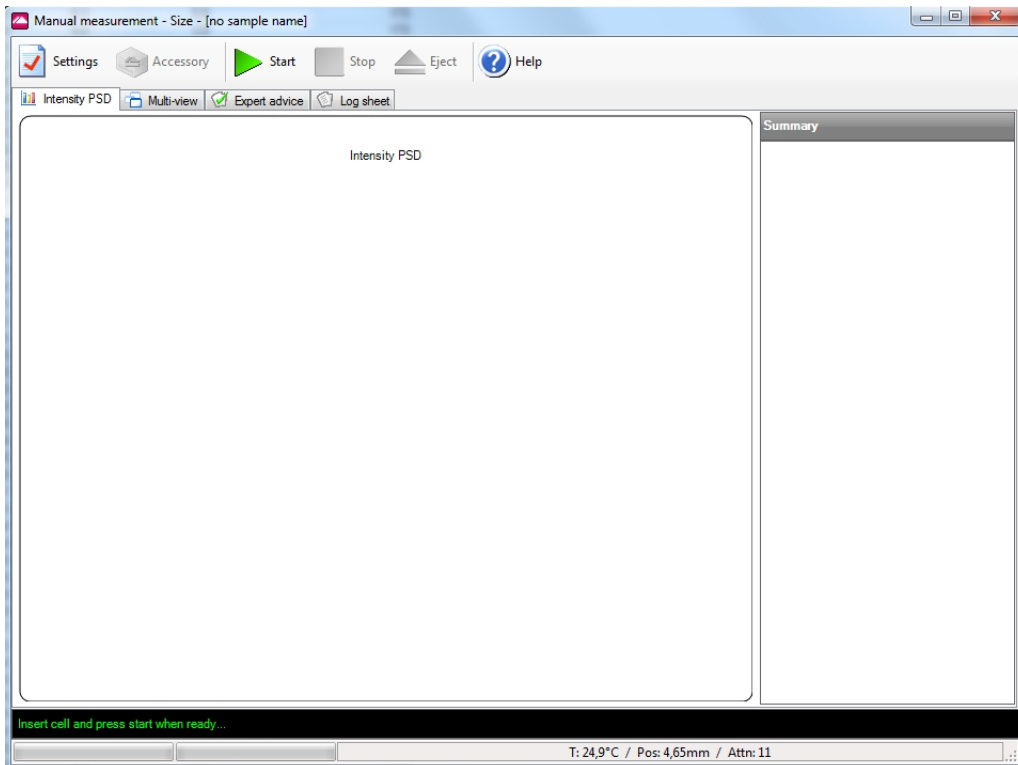 Manual measurement - Size - [no sample name]
Settings Accessory Start Stop Eject Help
Intensity PSD Multi-view Expert advice Log sheet
Intensity PSD
Summary
Insert cell and press start when ready...
T: 24,9°C / Pos: 4,65mm / Attn: 11